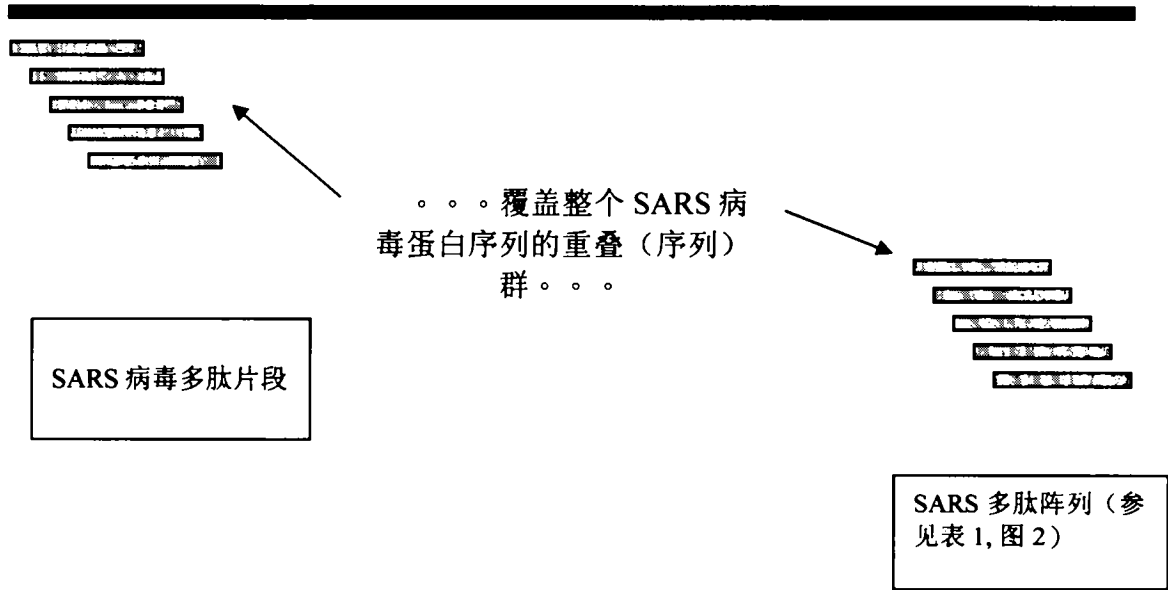 。。。覆盖整个 SARS 病
毒蛋白序列的重叠（序列）
群。。。
SARS 病毒多肽片段
SARS 多肽阵列（参
见表 1, 图 2）